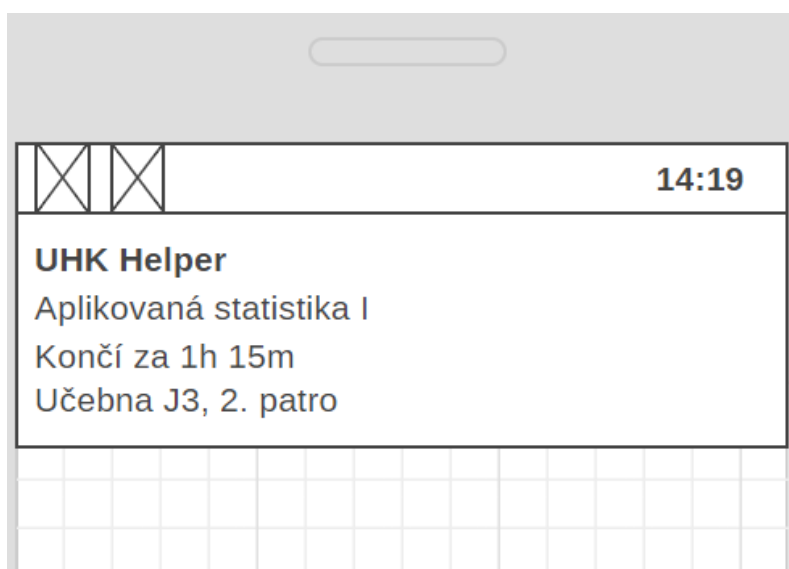 14:19
UHK Helper
Aplikovaná statistika I
Končí za 1h 15m
Učebna J3, 2. patro